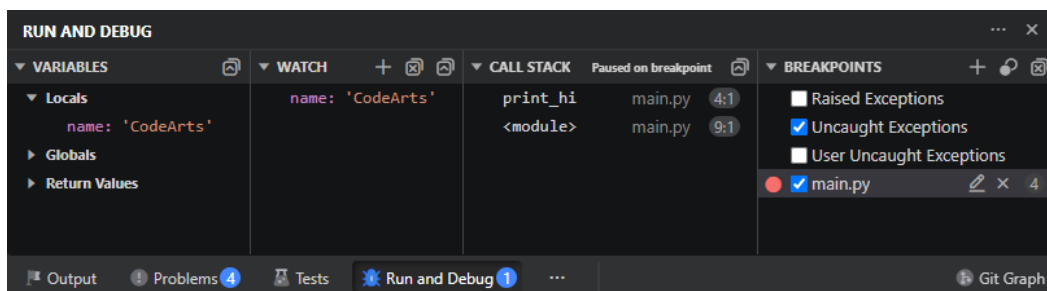 RUN AND DEBUG
VARIABLES
Locals
name: 'CodeArts'
Globals
Return Values
WATCH
name: 'CodeArts'
CALL STACK Paused on breakpoint
print_hi main.py 4:1
<module> main.py 9:1
BREAKPOINTS
Raised Exceptions
Uncaught Exceptions
User Uncaught Exceptions
main.py 4
Output Problems 4 Tests Run and Debug 1 Git Graph